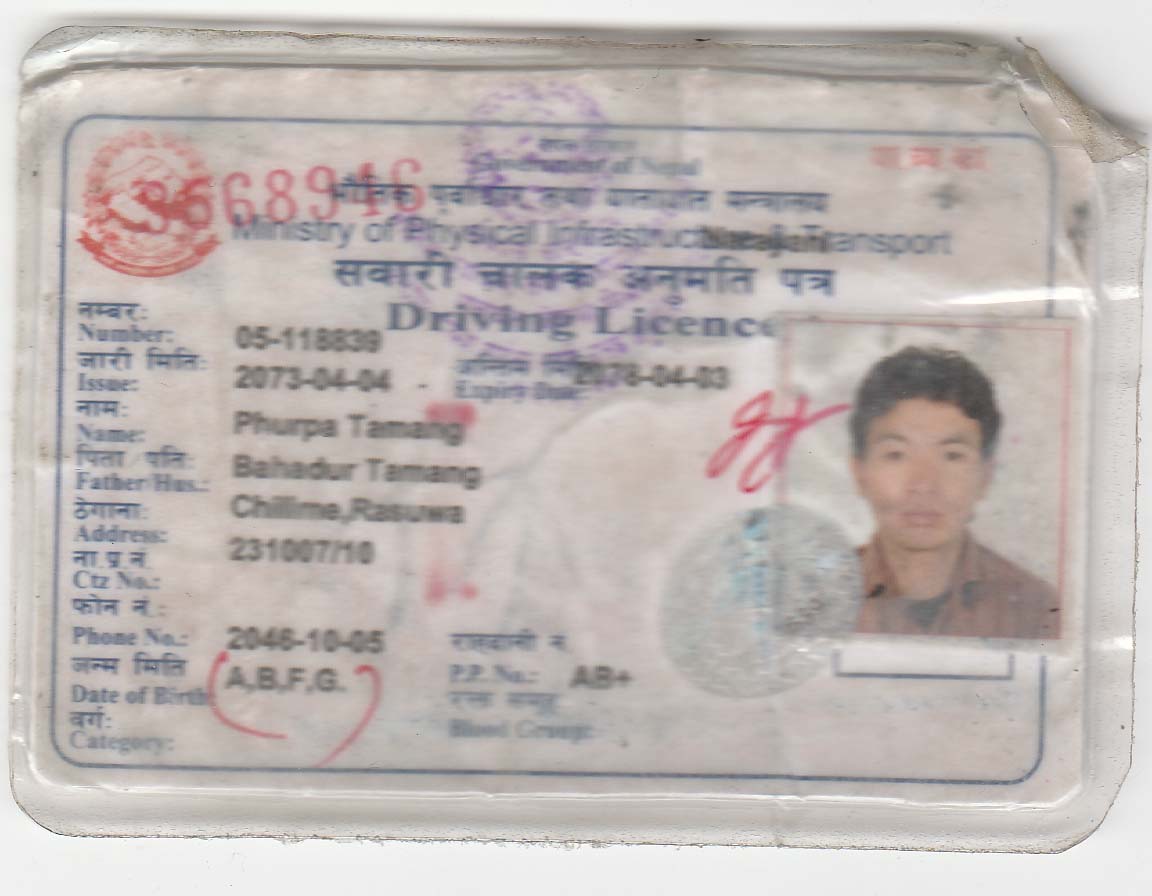 नेपाल सरकार
Government of Nepal
3568946
भौतिक पूर्वाधार तथा यातायात मन्त्रालय
Ministry of Physical Infrastructure Transport
सवारी चालक अनुमति पत्र
Driving Licence
नम्बर:
Number: 05-118839
जारी मिति: अन्तिम मिति
Issue: 2073-04-04 Expiry Date: 2078-04-03
नाम:
Name: Phurpa Tamang
पिता/पति:
Father/Hus.: Bahadur Tamang
ठेगाना: Chilime,Rasuwa
Address:
ना.प्र.नं. 231007/10
Ctz No.:
फोन नं.:
Phone No.: 2046-10-05 राहदानी नं
जन्म मिति A,B,F,G. P.P. No.: AB+
Date of Birth रक्त समूह
वर्ग: Blood Group:
Category: